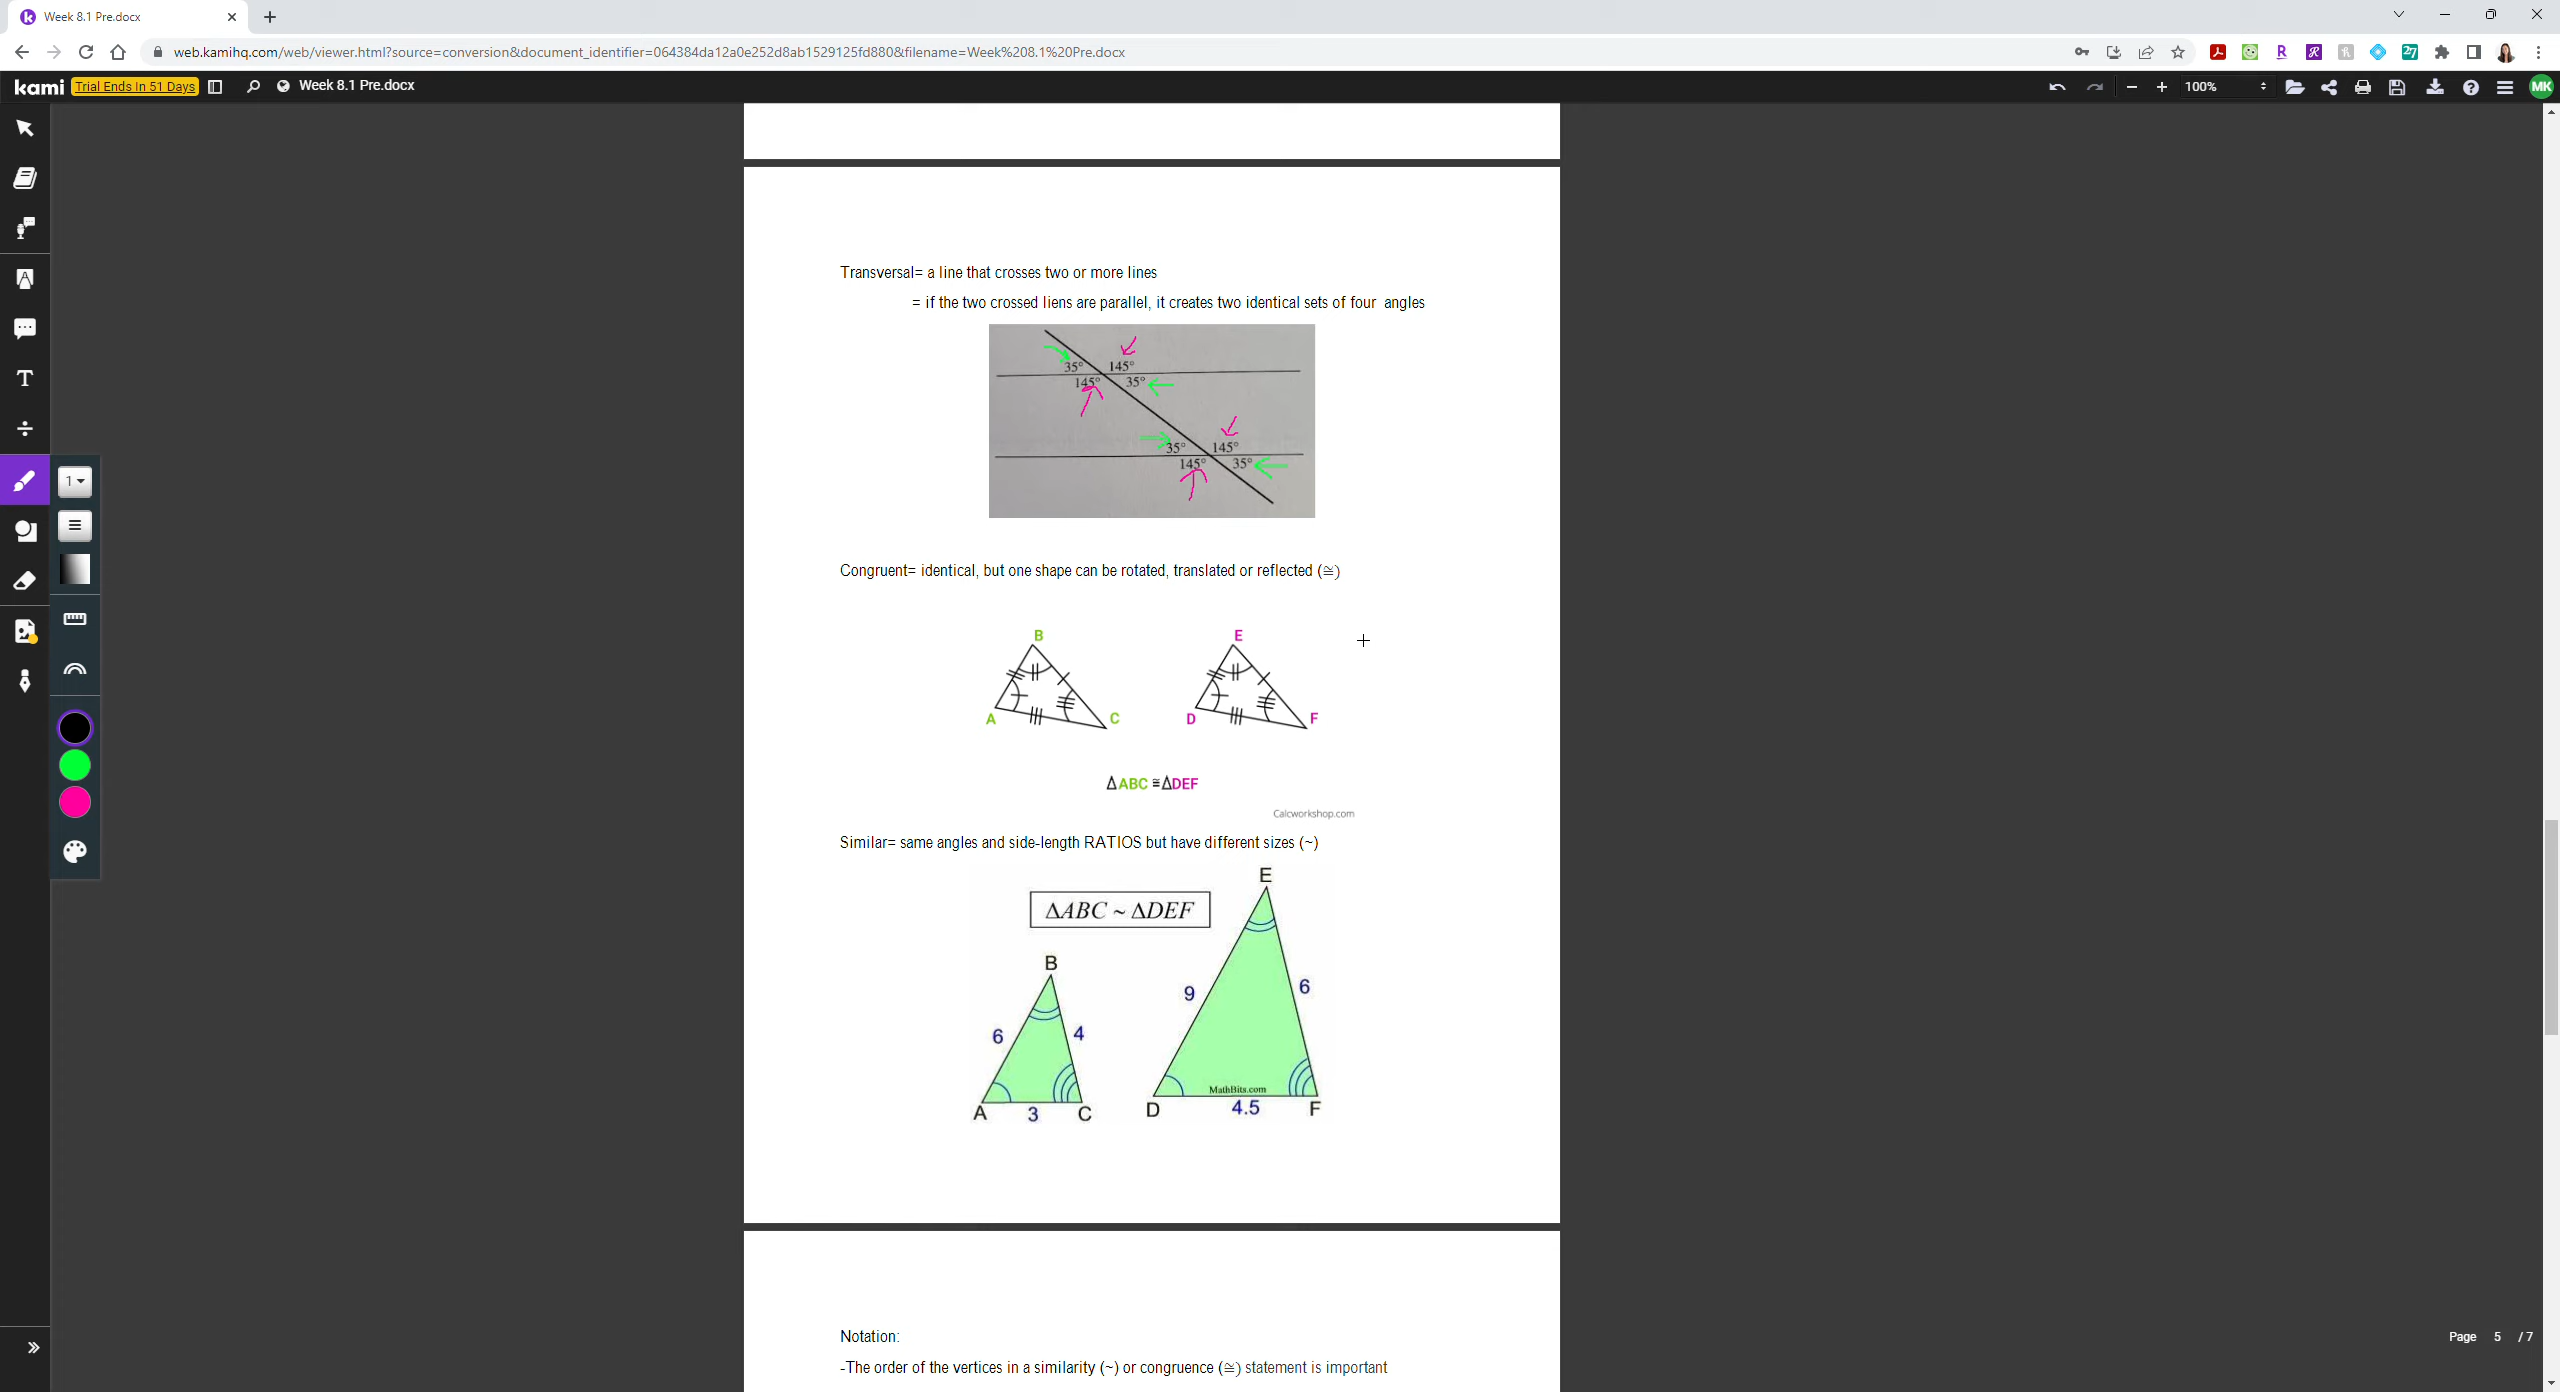 Week 8.1 Pre.docx
web.kamihq.com/web/viewer.html?source=conversion&document_identifier=064384da12a0e252d8ab1529125fd880&filename=Week%208.1%20Pre.docx
kami Trial Ends In 51 Days Week 8.1 Pre.docx 100% MK
Transversal= a line that crosses two or more lines
= if the two crossed liens are parallel, it creates two identical sets of four angles
35° 145°
145° 35°
35° 145°
145° 35°
1
Congruent= identical, but one shape can be rotated, translated or reflected (≅)
B E
A C D F
ΔABC ≅ ΔDEF
Calcworkshop.com
Similar= same angles and side-length RATIOS but have different sizes (~)
E
ΔABC ~ ΔDEF
B
9 6
6 4
MathBits.com
A 3 C D 4.5 F
Notation:
Page 5 / 7
-The order of the vertices in a similarity (~) or congruence (≅) statement is important